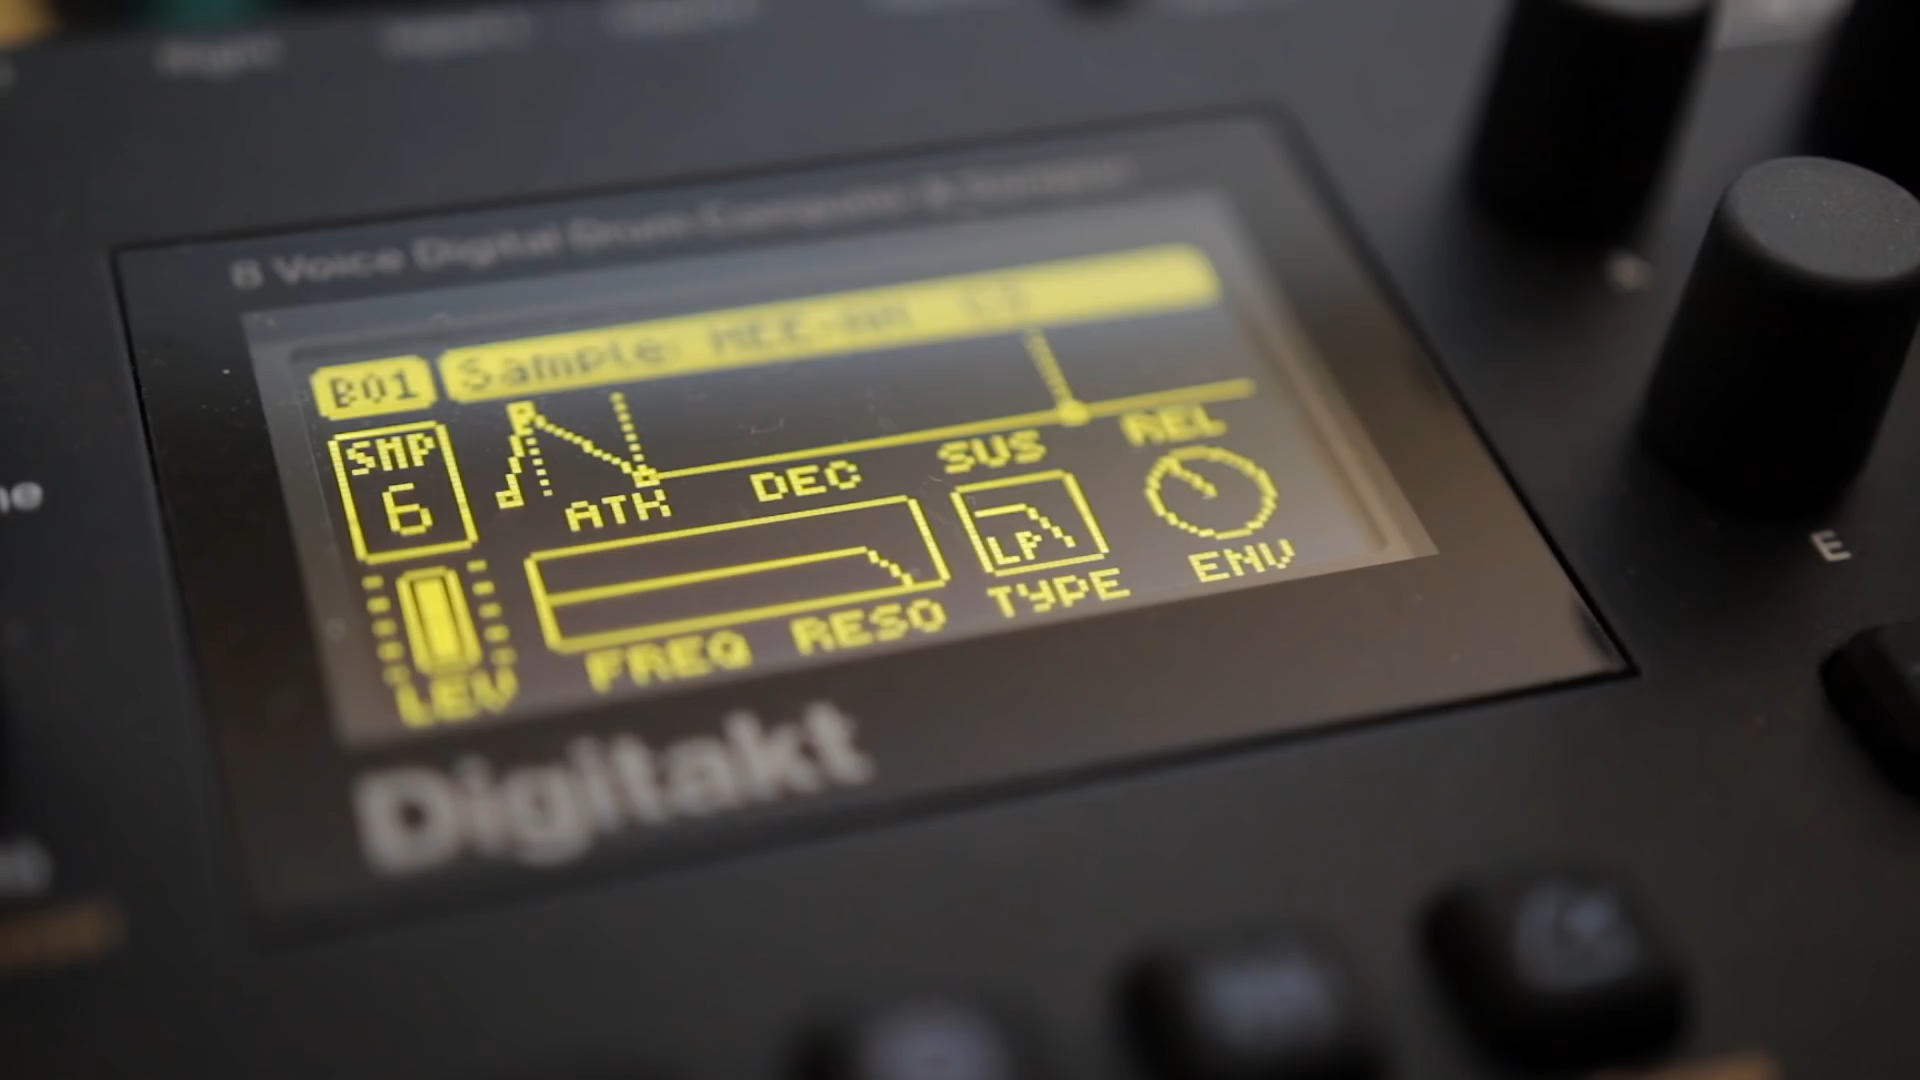 8 Voice Digital Drum Computer & Sampler
B01 Sample:
SMP
6
ATK DEC SUS REL
LP
LEV FREQ RESO TYPE ENV
Digitakt
E